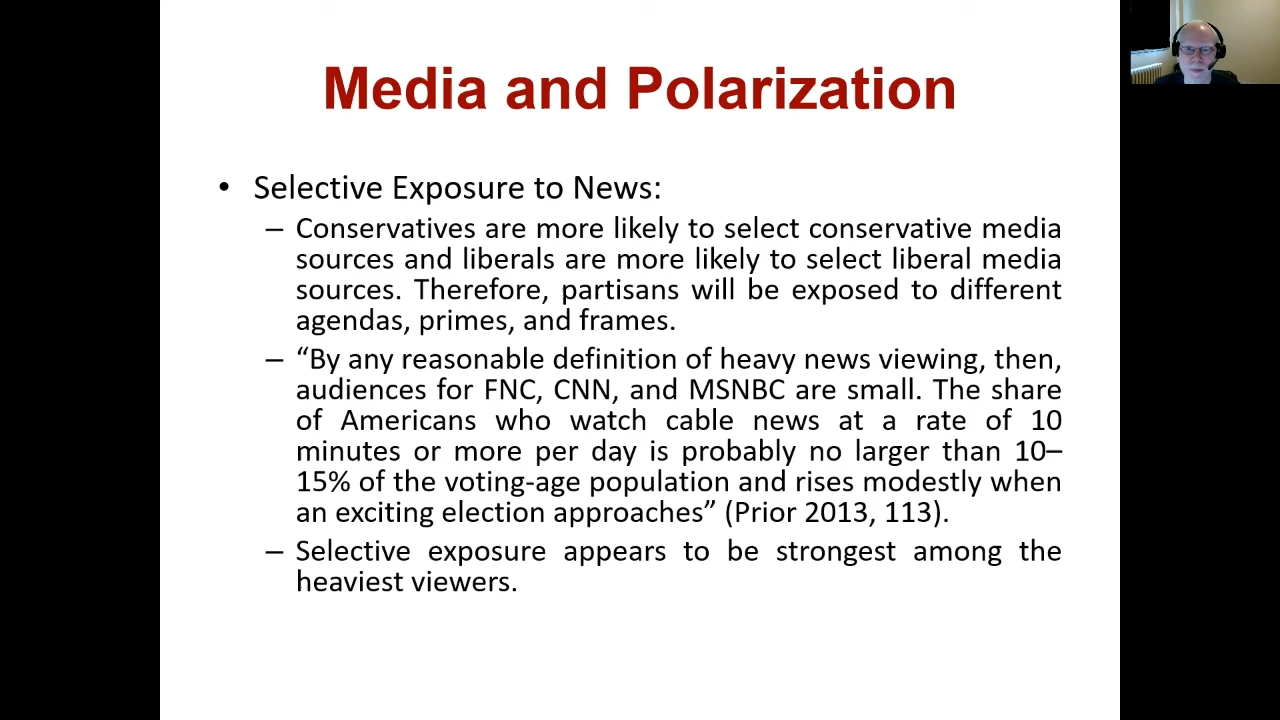 Media and Polarization
• Selective Exposure to News:
– Conservatives are more likely to select conservative media
sources and liberals are more likely to select liberal media
sources. Therefore, partisans will be exposed to different
agendas, primes, and frames.
– “By any reasonable definition of heavy news viewing, then,
audiences for FNC, CNN, and MSNBC are small. The share
of Americans who watch cable news at a rate of 10
minutes or more per day is probably no larger than 10–
15% of the voting-age population and rises modestly when
an exciting election approaches” (Prior 2013, 113).
– Selective exposure appears to be strongest among the
heaviest viewers.